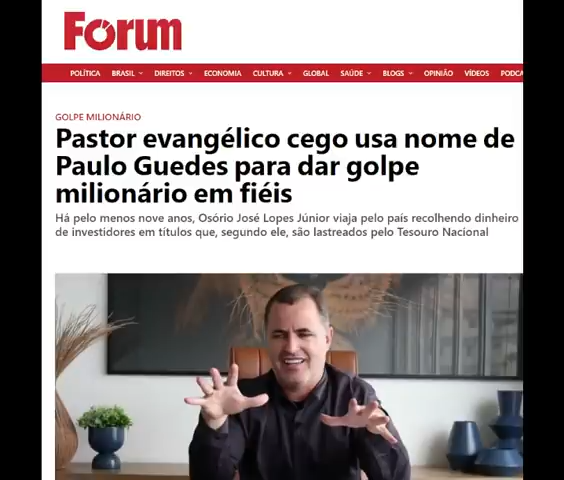 Fórum
POLÍTICA BRASIL DIREITOS ECONOMIA CULTURA GLOBAL SAÚDE BLOGS OPINIÃO VÍDEOS PODCA
GOLPE MILIONÁRIO
Pastor evangélico cego usa nome de
Paulo Guedes para dar golpe
milionário em fiéis
Há pelo menos nove anos, Osório José Lopes Júnior viaja pelo país recolhendo dinheiro
de investidores em títulos que, segundo ele, são lastreados pelo Tesouro Nacional